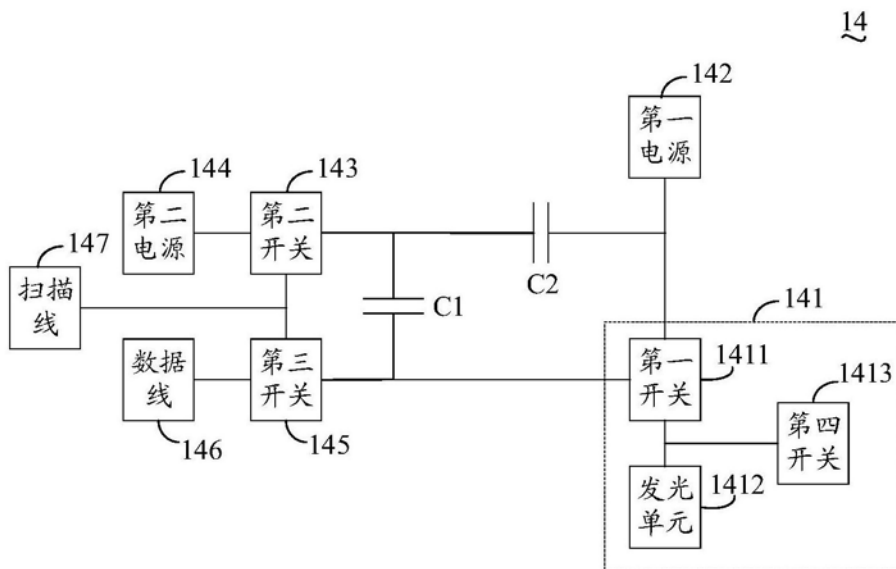 14
142
第一
电源
144
143
第二
电源
第二
开关
147
扫描
线
C1
C2
141
数据
线
第三
开关
第一
开关
1411
1413
第四
开关
146
145
发光
单元
1412